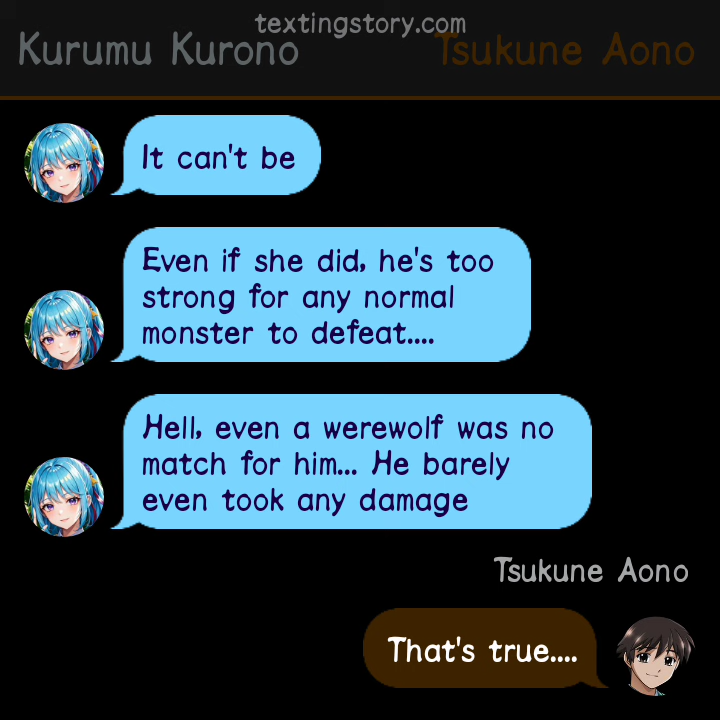 textingstory.com
Kurumu Kurono
Tsukune Aono
It can't be
Even if she did, he's too
strong for any normal
monster to defeat....
Hell, even a werewolf was no
match for him... He barely
even took any damage
Tsukune Aono
That's true....